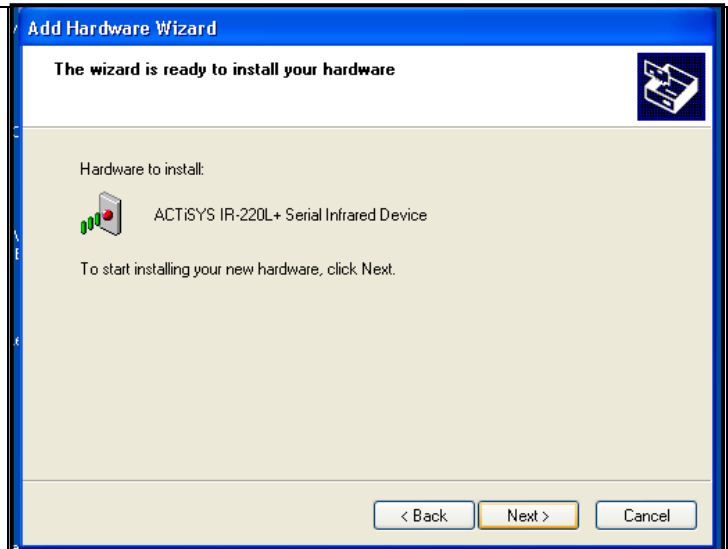 Add Hardware Wizard
The wizard is ready to install your hardware
Hardware to install:
ACTiSYS IR-220L+ Serial Infrared Device
To start installing your new hardware, click Next.
< Back Next > Cancel